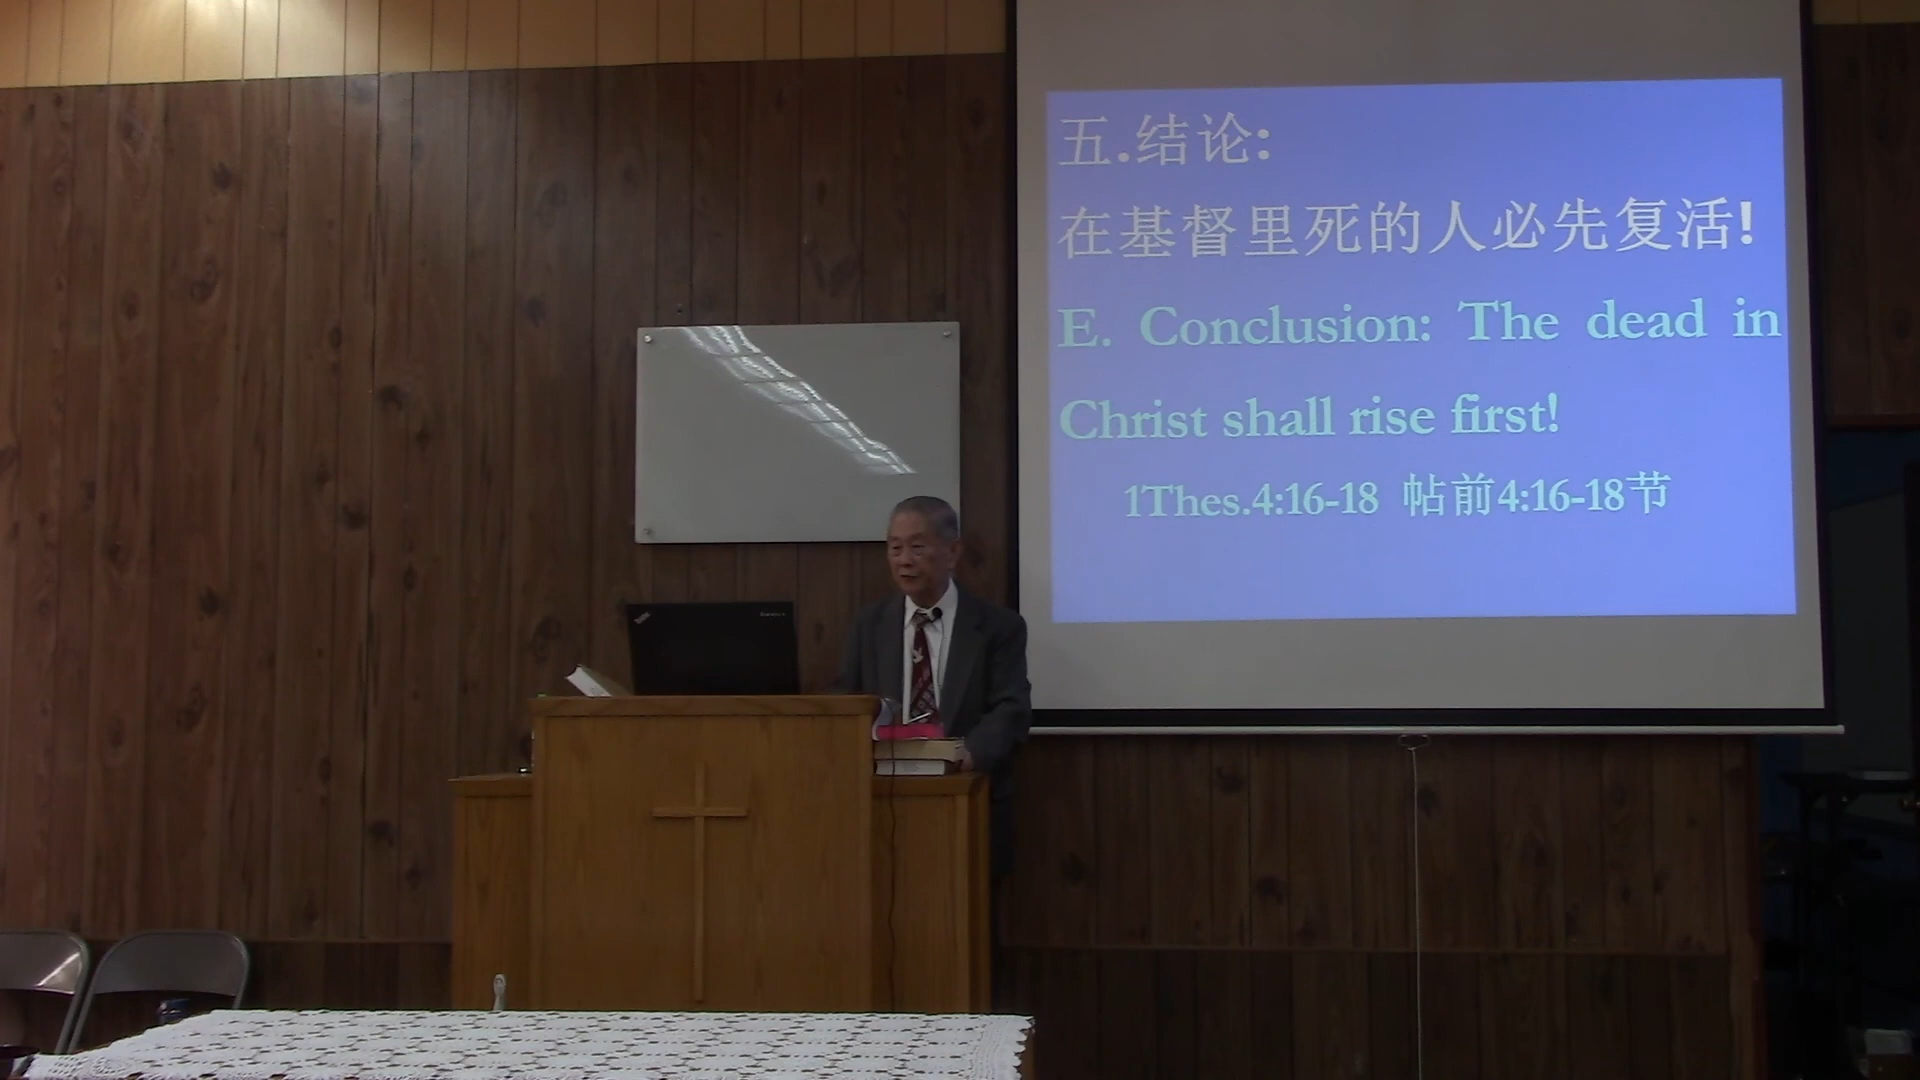 五.结论:
在基督里死的人必先复活!
E. Conclusion: The dead in
Christ shall rise first!
1Thes.4:16-18 帖前4:16-18节